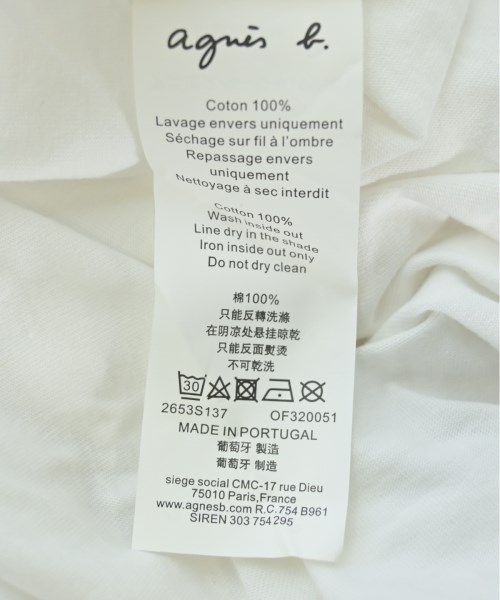 agnès b.
Coton 100%
Lavage envers uniquement
Séchage sur fil à l'ombre
Repassage envers
uniquement
Nettoyage à sec interdit
Cotton 100%
Wash inside out
Line dry in the shade
Iron inside out only
Do not dry clean
棉100%
只能反轉洗滌
在阴凉处悬挂晾乾
只能反面熨烫
不可乾洗
30
2653S137 OF320051
MADE IN PORTUGAL
葡萄牙 製造
葡萄牙 制造
siege social CMC-17 rue Dieu
75010 Paris,France
www.agnesb.com R.C.754 B961
SIREN 303 754 295